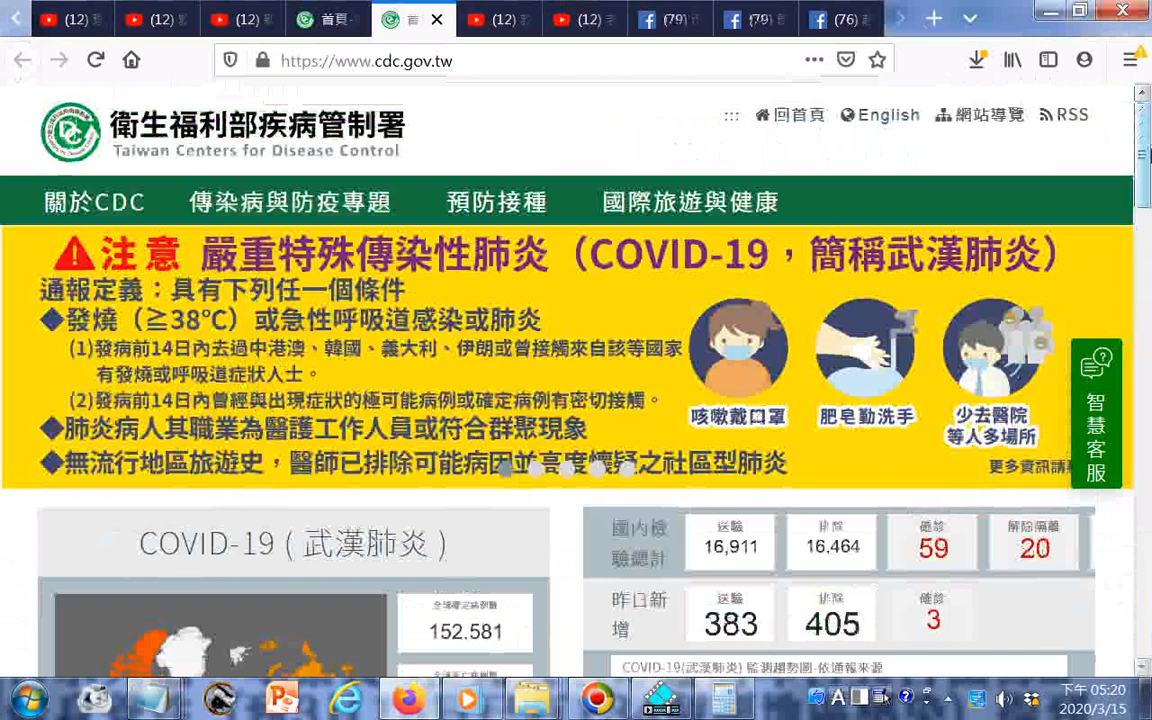 (12)
(12)
(12)
首頁-
首
(12)
(12)
(79)
(79)
(76)
https://www.cdc.gov.tw
衛生福利部疾病管制署
Taiwan Centers for Disease Control
::: 回首頁 English 網站導覽 RSS
關於CDC 傳染病與防疫專題 預防接種 國際旅遊與健康
注意 嚴重特殊傳染性肺炎（COVID-19，簡稱武漢肺炎）
通報定義：具有下列任一個條件
◆發燒（≧38℃）或急性呼吸道感染或肺炎
(1)發病前14日內去過中港澳、韓國、義大利、伊朗或曾接觸來自該等國家
有發燒或呼吸道症狀人士。
(2)發病前14日內曾經與出現症狀的極可能病例或確定病例有密切接觸。
◆肺炎病人其職業為醫護工作人員或符合群聚現象
◆無流行地區旅遊史，醫師已排除可能病因並高度懷疑之社區型肺炎
咳嗽戴口罩
肥皂勤洗手
少去醫院
等人多場所
更多資訊請
智慧客服
COVID-19 ( 武漢肺炎 )
152,581
國內檢驗總計
送驗
16,911
排除
16,464
確診
59
解除隔離
20
昨日新增
送驗
383
排除
405
確診
3
COVID-19(武漢肺炎) 監測趨勢圖-依通報來源
下午 05:20
2020/3/15